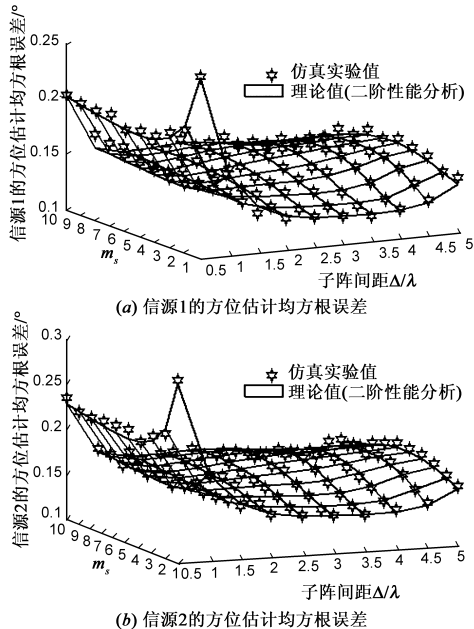 信源1的方位估计均方根误差/°
0.25
0.2
0.15
0.1
仿真实验值
理论值(二阶性能分析)
10 9 8 7 6 5 4 3 2 1
m_s
0.5 1 1.5 2 2.5 3 3.5 4 4.5 5
子阵间距Δ/λ
(a) 信源1的方位估计均方根误差
信源2的方位估计均方根误差/°
0.3
0.25
0.2
0.15
0.1
仿真实验值
理论值(二阶性能分析)
10 9 8 7 6 5 4 3 2 1
m_s
0.5 1 1.5 2 2.5 3 3.5 4 4.5 5
子阵间距Δ/λ
(b) 信源2的方位估计均方根误差